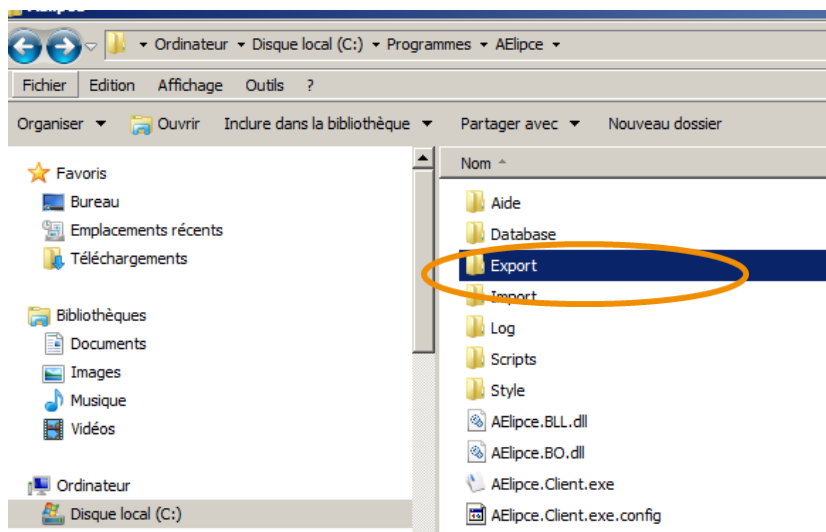 Ordinateur Disque local (C:) Programmes AElipce
Fichier Edition Affichage Outils ?
Organiser Ouvrir Inclure dans la bibliothèque Partager avec Nouveau dossier
Favoris
Bureau
Emplacements récents
Téléchargements
Bibliothèques
Documents
Images
Musique
Vidéos
Ordinateur
Disque local (C:)
Nom
Aide
Database
Export
Import
Log
Scripts
Style
AElipce.BLL.dll
AElipce.BO.dll
AElipce.Client.exe
AElipce.Client.exe.config